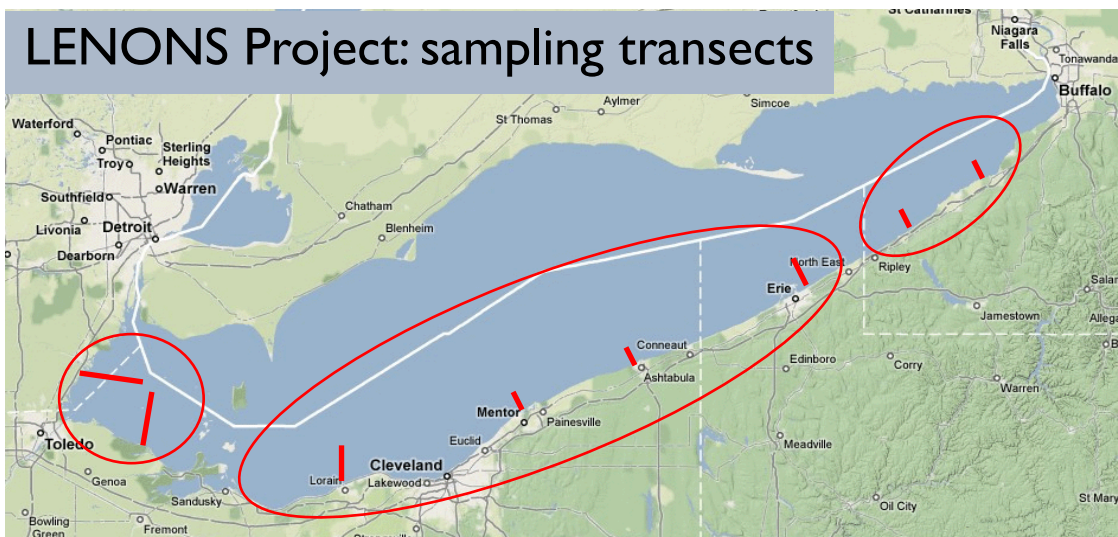 LENONS Project: sampling transects
Niagara
Falls
Tonawanda
Buffalo
Simcoe
Aylmer
St Thomas
Waterford
Pontiac
Sterling
Heights
Troy
Warren
Southfield
Livonia
Detroit
Dearborn
Chatham
Blenheim
North East
Ripley
Erie
Jamestown
Conneaut
Ashtabula
Edinboro
Corry
Warren
Mentor
Painesville
Euclid
Meadville
Toledo
Cleveland
Lorain
Lakewood
Genoa
Sandusky
Oil City
St Mary
Bowling
Green
Fremont